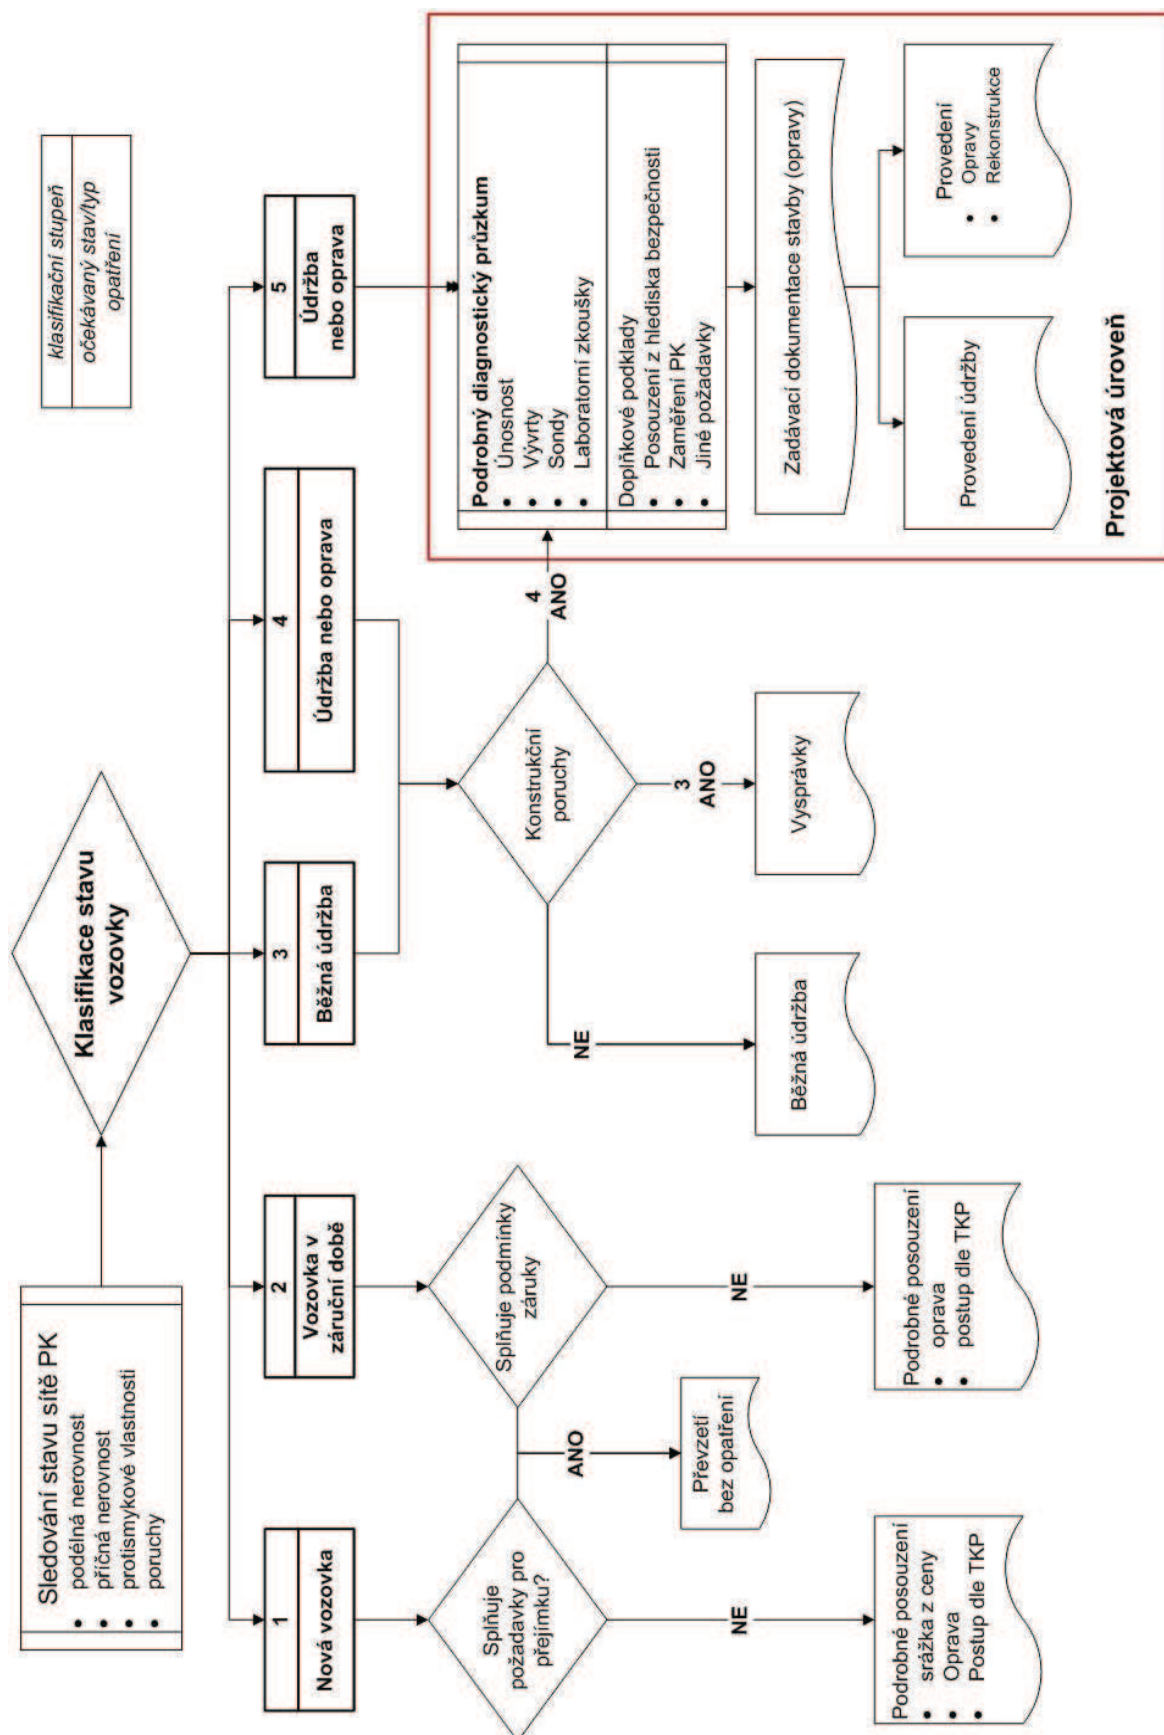 Sledování stavu sítě PK
• podélná nerovnost
• příčná nerovnost
• protismykové vlastnosti
• poruchy
Klasifikace stavu
vozovky
klasifikační stupeň
očekávaný stav/typ
opatření
1
Nová vozovka
2
Vozovka v
záruční době
3
Běžná údržba
4
Údržba nebo oprava
5
Údržba
nebo oprava
Splňuje
požadavky pro
přejímku?
Splňuje podmínky
záruky
Konstrukční
poruchy
ANO
Převzetí
bez opatření
NE
Podrobné posouzení
• srážka z ceny
• Oprava
• Postup dle TKP
NE
Podrobné posouzení
• oprava
• postup dle TKP
NE
Běžná údržba
3
ANO
Vysprávky
4
ANO
Podrobný diagnostický průzkum
• Únosnost
• Vývrty
• Sondy
• Laboratorní zkoušky
Doplňkové podklady
• Posouzení z hlediska bezpečnosti
• Zaměření PK
• Jiné požadavky
Zadávací dokumentace stavby (opravy)
Provedení údržby
Provedení
• Opravy
• Rekonstrukce
Projektová úroveň